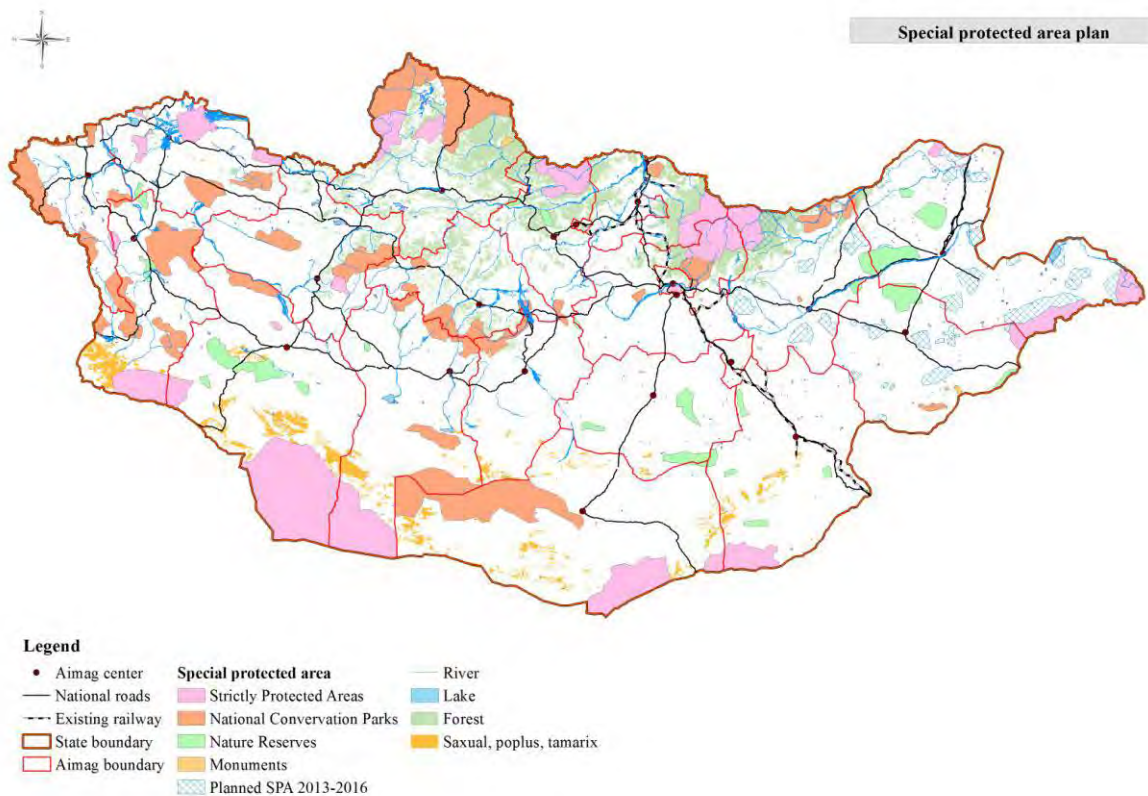 Special protected area plan
N
W
E
S
Legend
Aimag center
National roads
Existing railway
State boundary
Aimag boundary
Special protected area
Strictly Protected Areas
National Convervation Parks
Nature Reserves
Monuments
Planned SPA 2013-2016
River
Lake
Forest
Saxual, poplus, tamarix